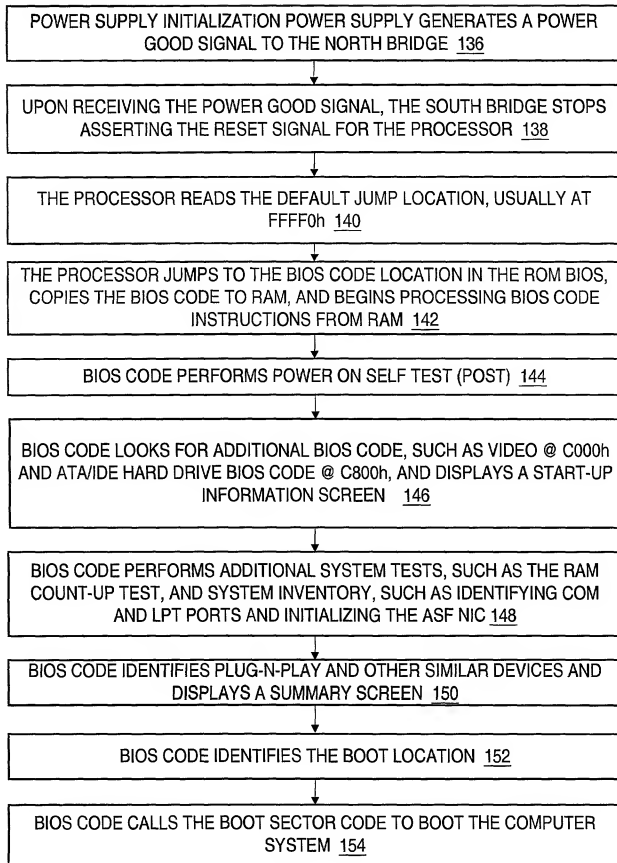 POWER SUPPLY INITIALIZATION POWER SUPPLY GENERATES A POWER
GOOD SIGNAL TO THE NORTH BRIDGE 136
UPON RECEIVING THE POWER GOOD SIGNAL, THE SOUTH BRIDGE STOPS
ASSERTING THE RESET SIGNAL FOR THE PROCESSOR 138
THE PROCESSOR READS THE DEFAULT JUMP LOCATION, USUALLY AT
FFFF0h 140
THE PROCESSOR JUMPS TO THE BIOS CODE LOCATION IN THE ROM BIOS,
COPIES THE BIOS CODE TO RAM, AND BEGINS PROCESSING BIOS CODE
INSTRUCTIONS FROM RAM 142
BIOS CODE PERFORMS POWER ON SELF TEST (POST) 144
BIOS CODE LOOKS FOR ADDITIONAL BIOS CODE, SUCH AS VIDEO @ C000h
AND ATA/IDE HARD DRIVE BIOS CODE @ C800h, AND DISPLAYS A START-UP
INFORMATION SCREEN 146
BIOS CODE PERFORMS ADDITIONAL SYSTEM TESTS, SUCH AS THE RAM
COUNT-UP TEST, AND SYSTEM INVENTORY, SUCH AS IDENTIFYING COM
AND LPT PORTS AND INITIALIZING THE ASF NIC 148
BIOS CODE IDENTIFIES PLUG-N-PLAY AND OTHER SIMILAR DEVICES AND
DISPLAYS A SUMMARY SCREEN 150
BIOS CODE IDENTIFIES THE BOOT LOCATION 152
BIOS CODE CALLS THE BOOT SECTOR CODE TO BOOT THE COMPUTER
SYSTEM 154